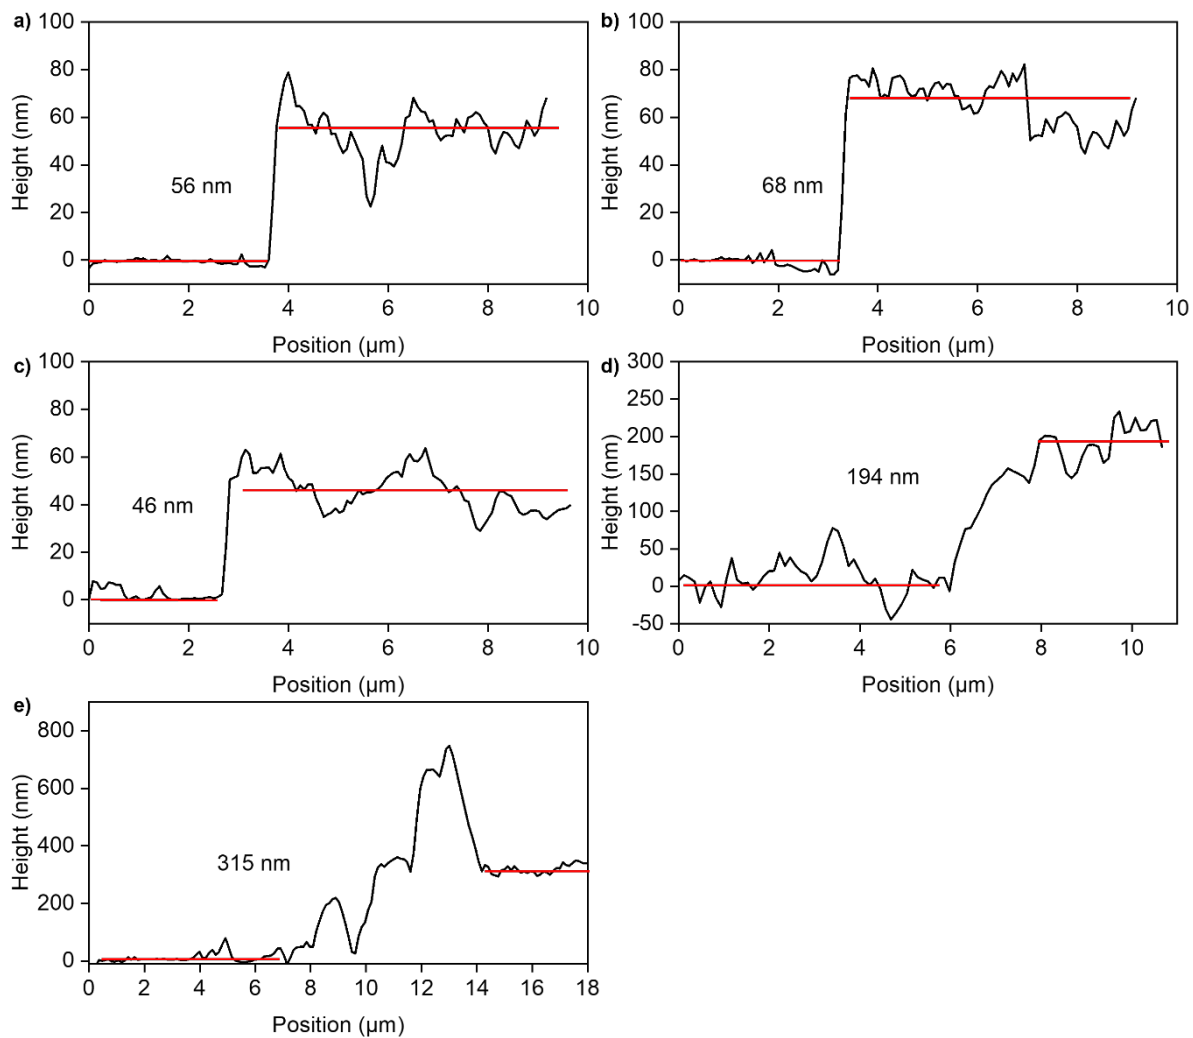 a)
100
80
60
40
20
0
Height (nm)
56 nm
0 2 4 6 8 10
Position (µm)
b)
100
80
60
40
20
0
Height (nm)
68 nm
0 2 4 6 8 10
Position (µm)
c)
100
80
60
40
20
0
Height (nm)
46 nm
0 2 4 6 8 10
Position (µm)
d)
300
250
200
150
100
50
0
-50
Height (nm)
194 nm
0 2 4 6 8 10
Position (µm)
e)
800
600
400
200
0
Height (nm)
315 nm
0 2 4 6 8 10 12 14 16 18
Position (µm)